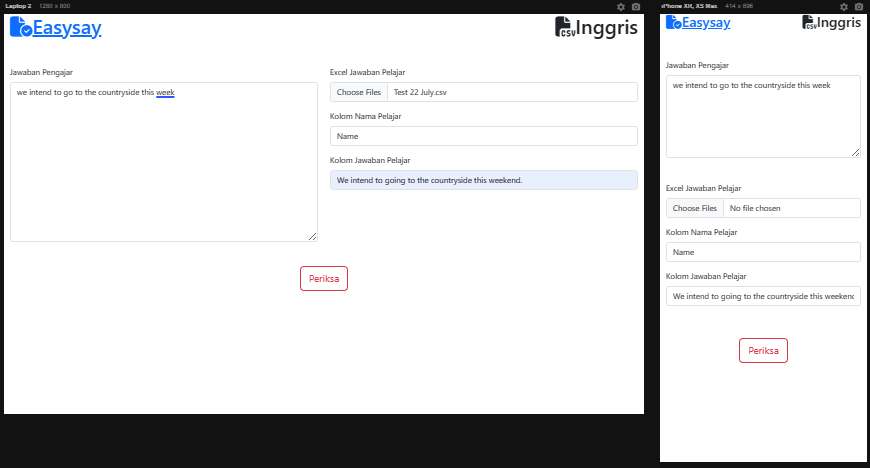 Laptop 2 1280 x 800
Easysay
CSV Inggris
Jawaban Pengajar
we intend to go to the countryside this week
Excel Jawaban Pelajar
Choose Files Test 22 July.csv
Kolom Nama Pelajar
Name
Kolom Jawaban Pelajar
We intend to going to the countryside this weekend.
Periksa
iPhone XR, XS Max 414 x 896
Easysay
CSV Inggris
Jawaban Pengajar
we intend to go to the countryside this week
Excel Jawaban Pelajar
Choose Files No file chosen
Kolom Nama Pelajar
Name
Kolom Jawaban Pelajar
We intend to going to the countryside this weekend
Periksa